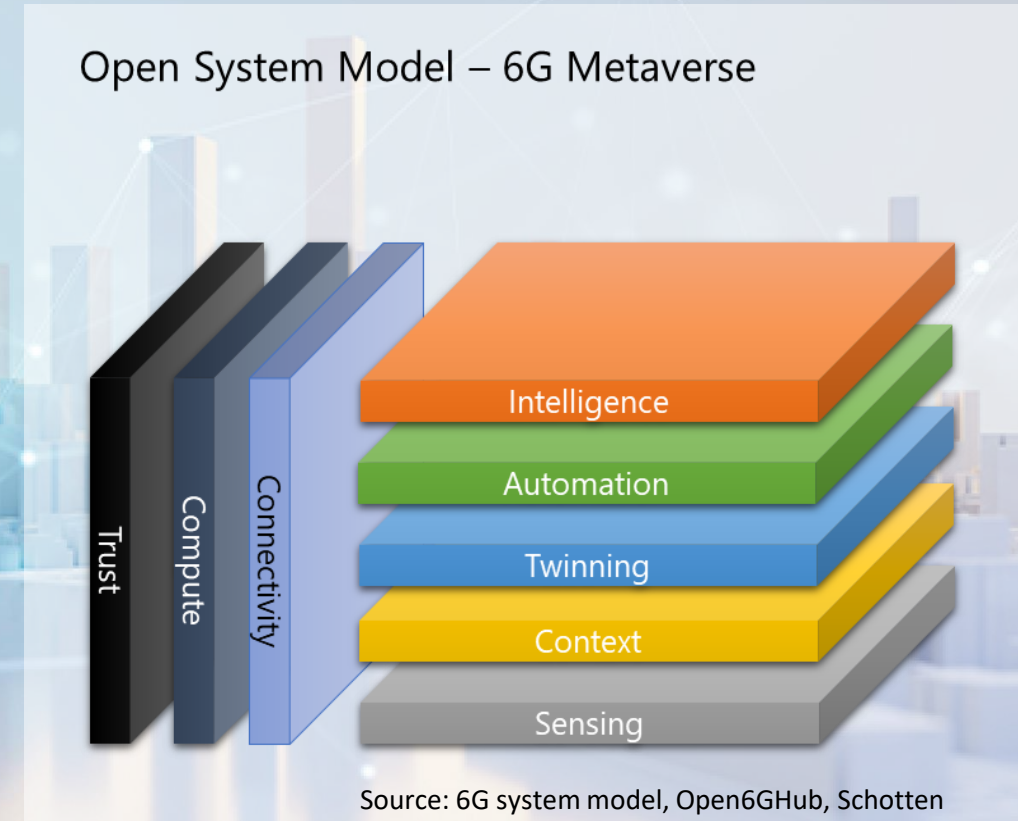 Open System Model – 6G Metaverse
Trust
Compute
Connectivity
Intelligence
Automation
Twinning
Context
Sensing
Source: 6G system model, Open6GHub, Schotten